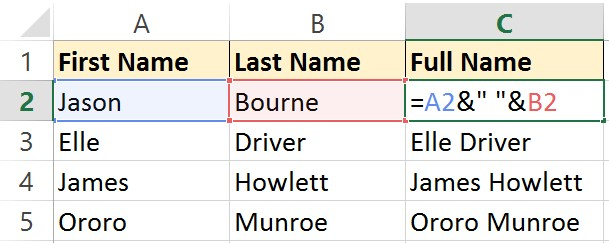 A B C
1 First Name Last Name Full Name
2 Jason Bourne =A2&" "&B2
3 Elle Driver Elle Driver
4 James Howlett James Howlett
5 Ororo Munroe Ororo Munroe